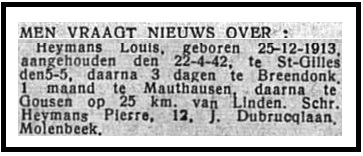 MEN VRAAGT NIEUWS OVER :
Heymans Louis, geboren 25-12-1913,
aangehouden den 22-4-42, te St-Gilles
den5-5, daarna 3 dagen te Breendonk.
1 maand te Mauthausen, daarna te
Gousen op 25 km. van Linden. Schr.
Heymans Pierre, 12, J. Dubrucqlaan,
Molenbeek.